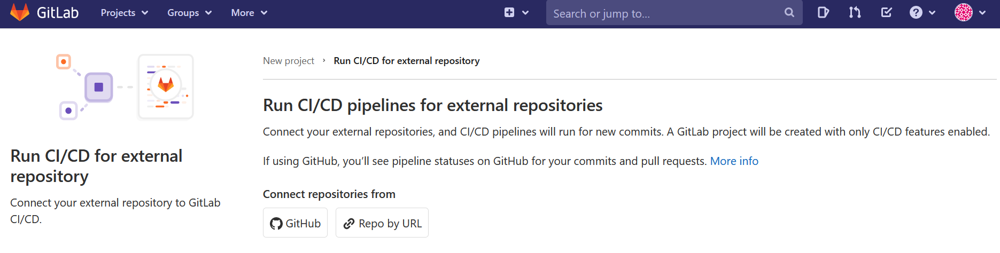 GitLab Projects Groups More Search or jump to...
New project › Run CI/CD for external repository
Run CI/CD pipelines for external repositories
Connect your external repositories, and CI/CD pipelines will run for new commits. A GitLab project will be created with only CI/CD features enabled.
If using GitHub, you’ll see pipeline statuses on GitHub for your commits and pull requests. More info
Connect repositories from
GitHub Repo by URL
Run CI/CD for external
repository
Connect your external repository to GitLab
CI/CD.